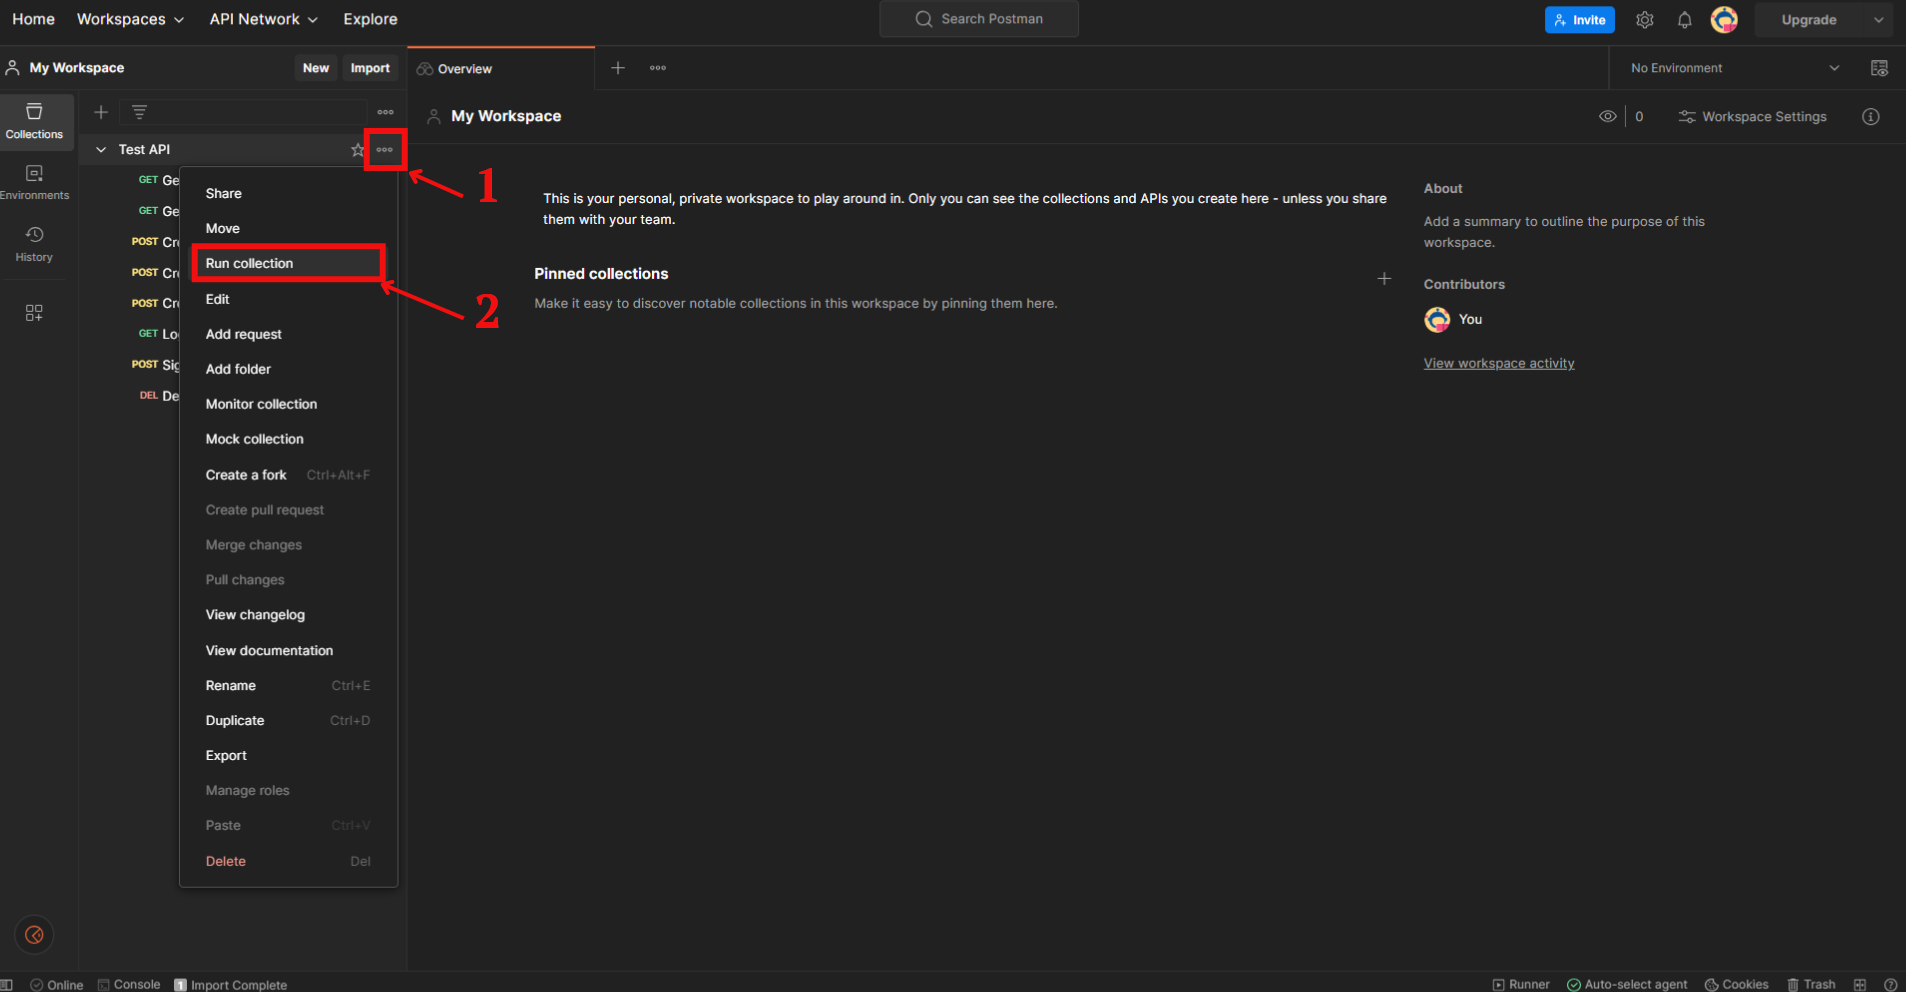 Home Workspaces API Network Explore Search Postman Invite Upgrade
My Workspace New Import Overview No Environment
Collections
My Workspace 0 Workspace Settings
Test API
1
Environments
History
GET Ge
GET Ge
POST Cre
POST Cre
POST Cre
GET Lo
POST Sig
DEL De
Share
Move
Run collection
2
Edit
Add request
Add folder
Monitor collection
Mock collection
Create a fork Ctrl+Alt+F
Create pull request
Merge changes
Pull changes
View changelog
View documentation
Rename Ctrl+E
Duplicate Ctrl+D
Export
Manage roles
Paste Ctrl+V
Delete Del
This is your personal, private workspace to play around in. Only you can see the collections and APIs you create here - unless you share
them with your team.
Pinned collections
Make it easy to discover notable collections in this workspace by pinning them here.
About
Add a summary to outline the purpose of this
workspace.
Contributors
You
View workspace activity
Online Console 1 Import Complete Runner Auto-select agent Cookies Trash